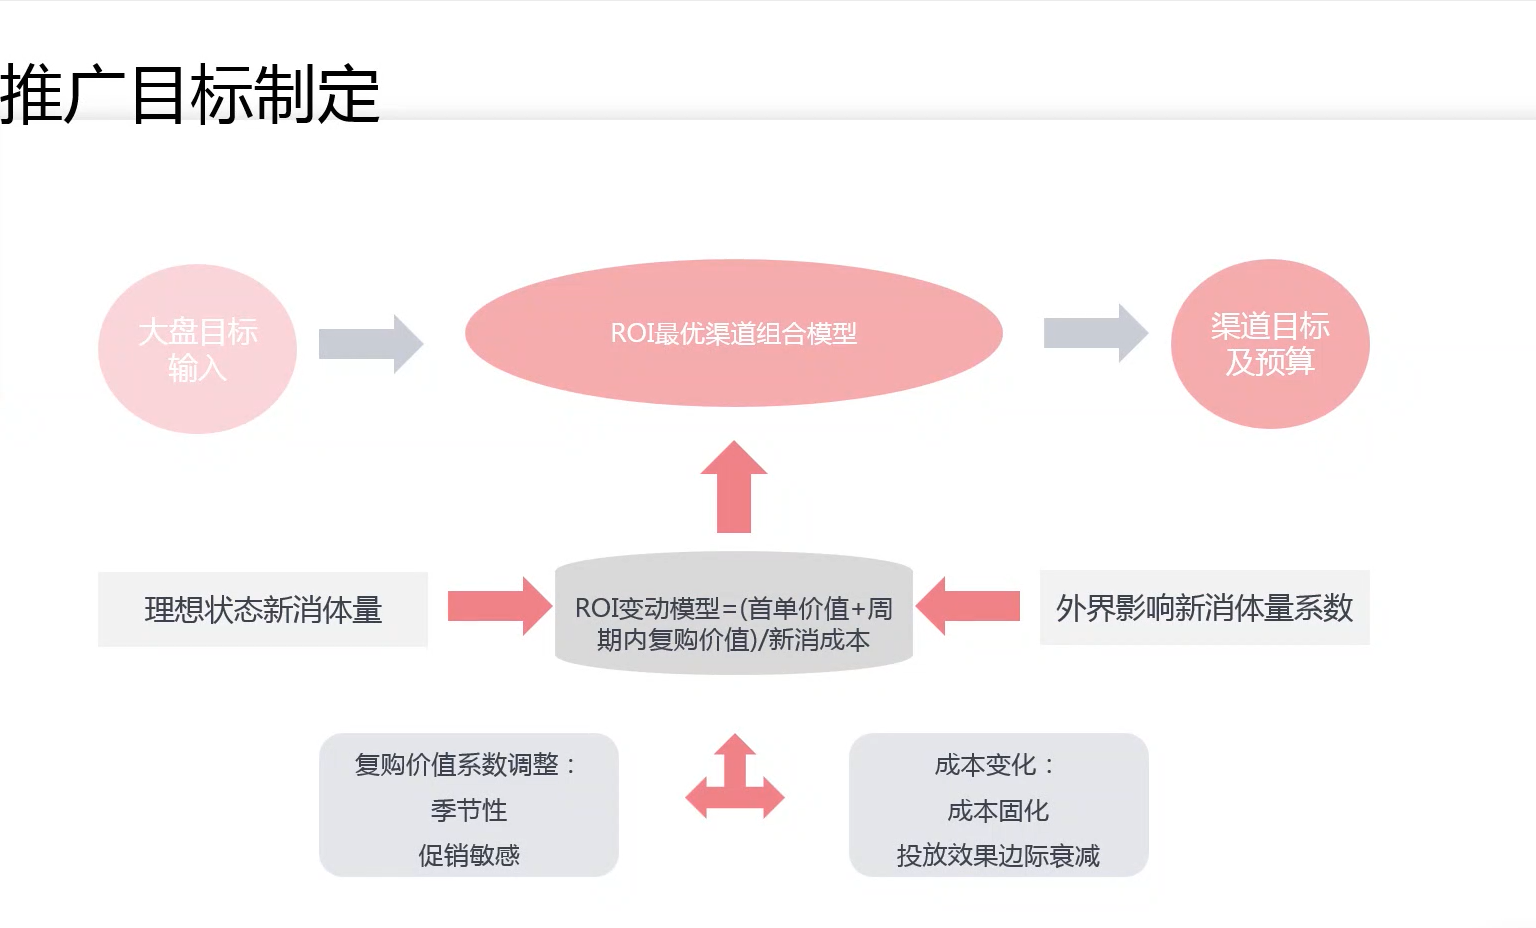 推广目标制定
大盘目标
输入
ROI最优渠道组合模型
渠道目标
及预算
理想状态新消体量
ROI变动模型=(首单价值+周
期内复购价值)/新消成本
外界影响新消体量系数
复购价值系数调整：
季节性
促销敏感
成本变化：
成本固化
投放效果边际衰减